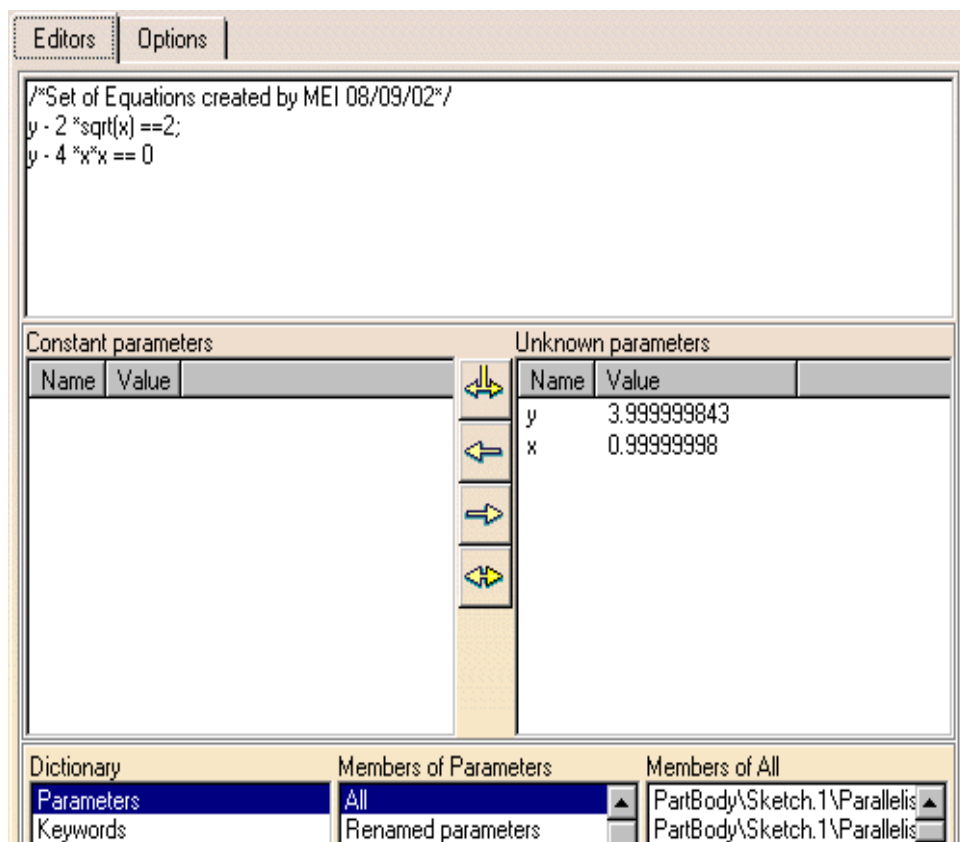 Editors Options
/*Set of Equations created by MEI 08/09/02*/
y - 2 *sqrt(x) ==2;
y - 4 *x*x == 0
Constant parameters
Name Value
Unknown parameters
Name Value
y 3.999999843
x 0.99999998
Dictionary
Parameters
Keywords
Members of Parameters
All
Renamed parameters
Members of All
PartBody\Sketch.1\Parallelis
PartBody\Sketch.1\Parallelis